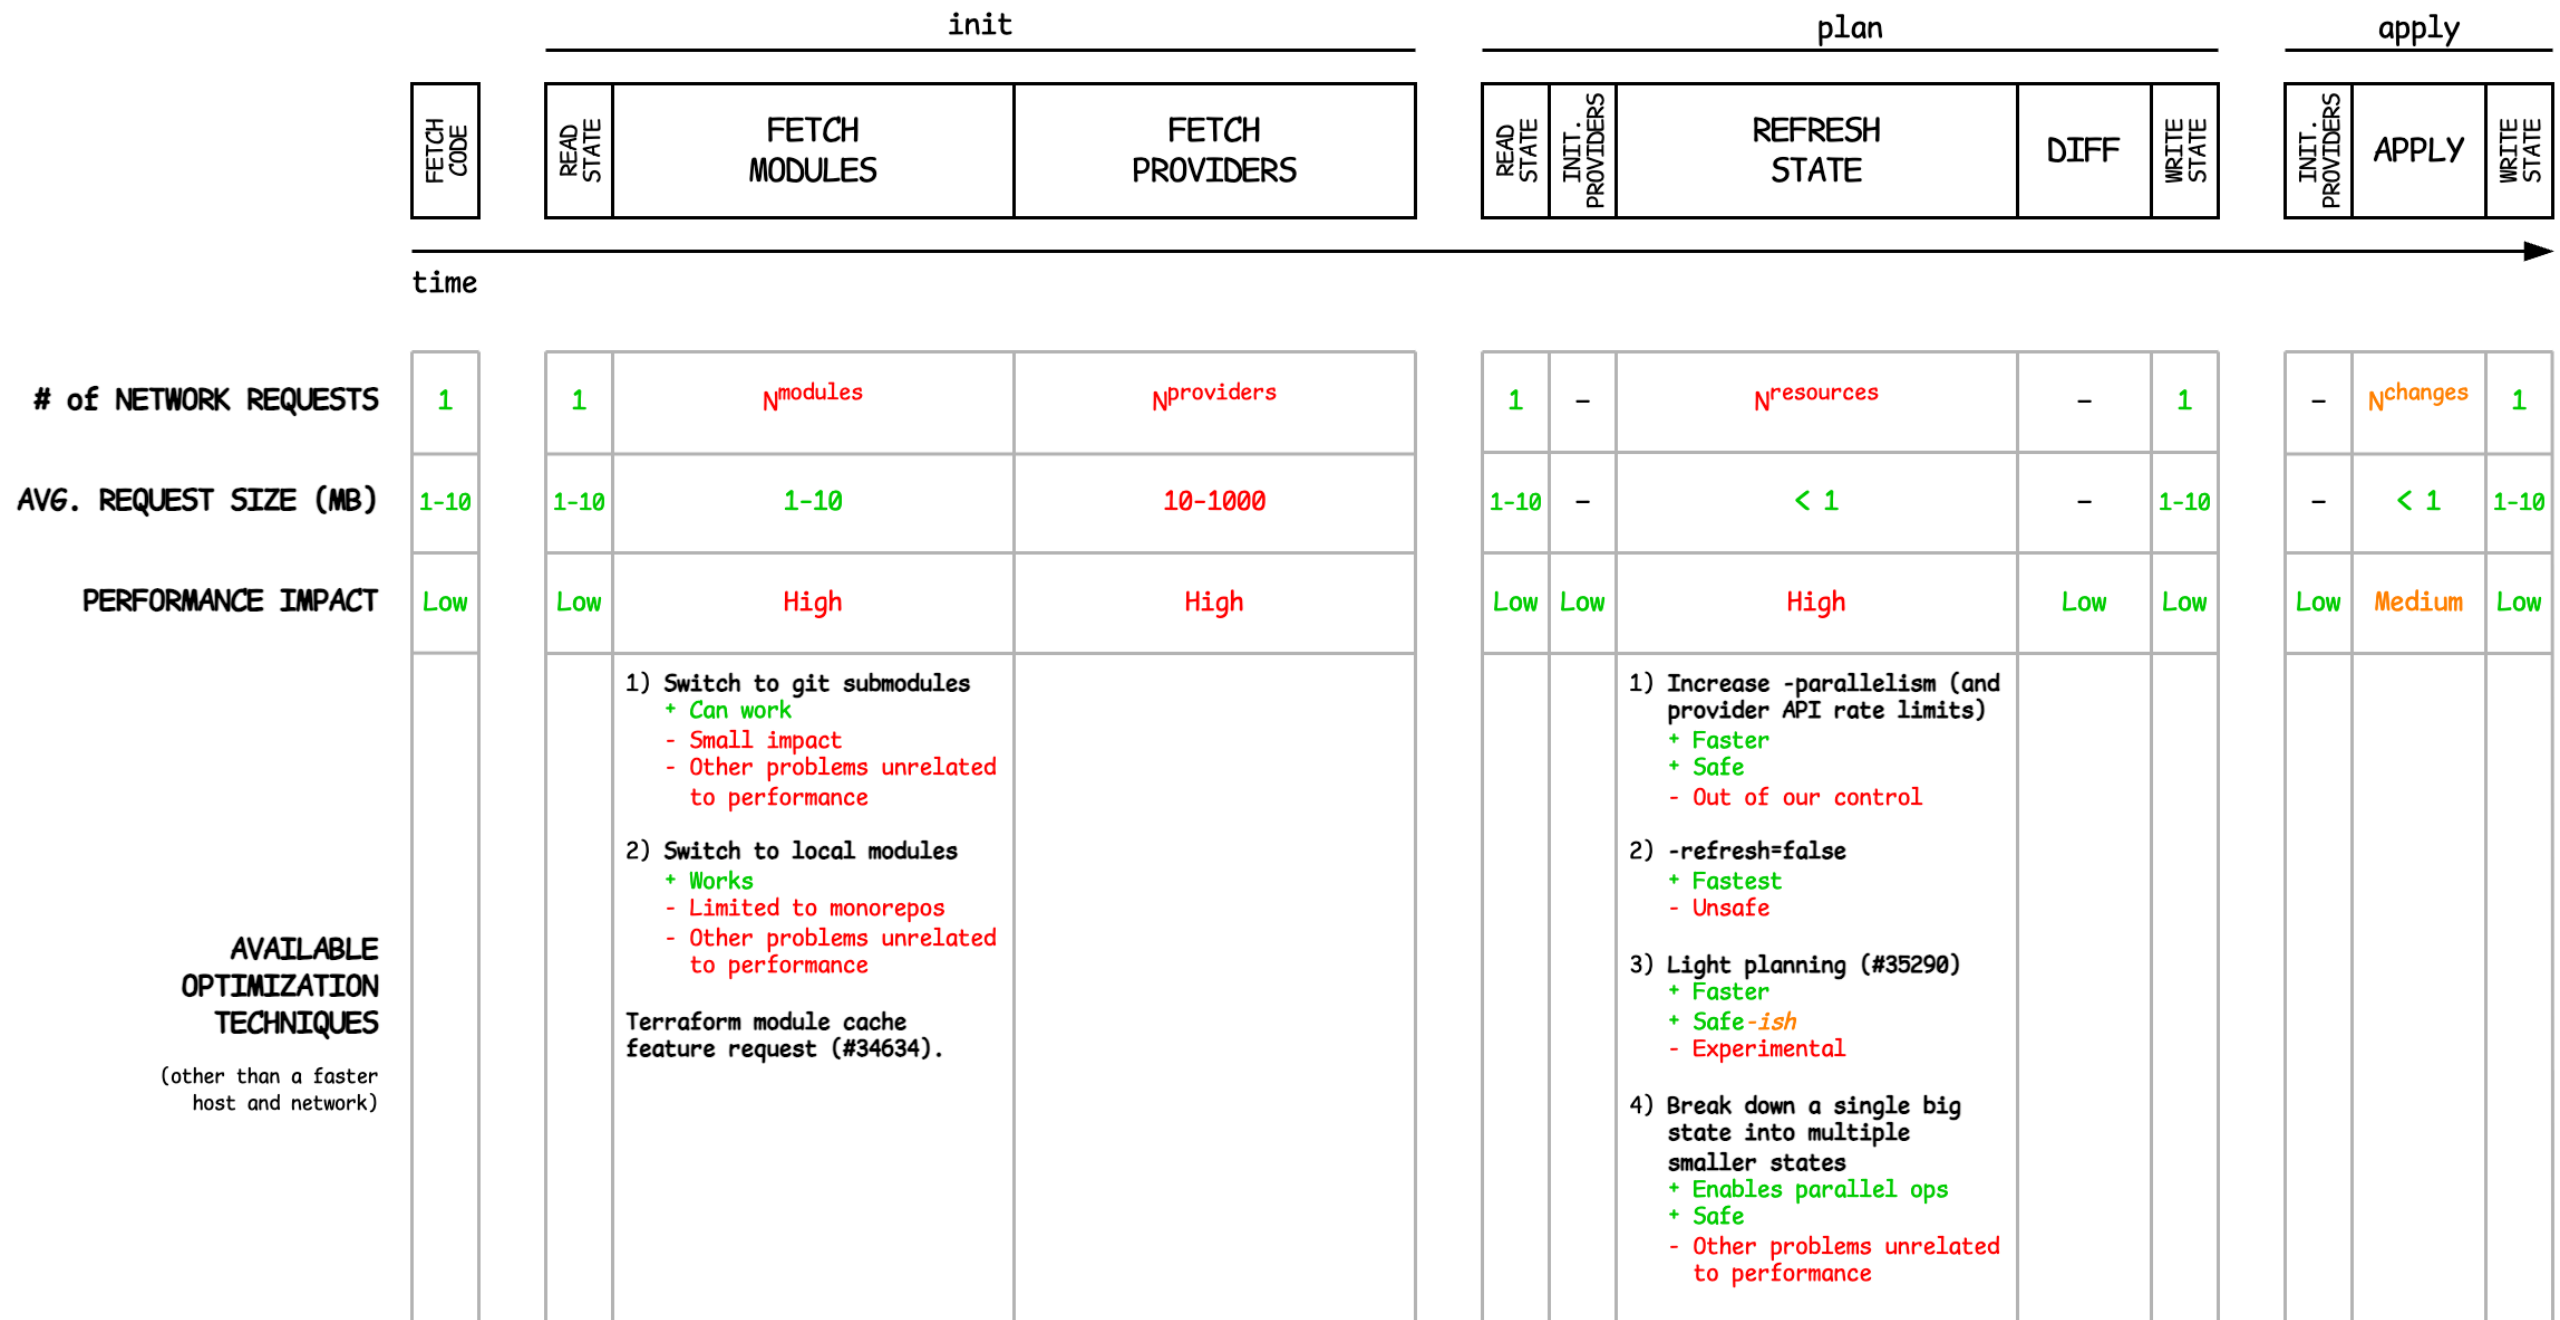 init
plan
apply
FETCH
CODE
READ
STATE
FETCH
MODULES
FETCH
PROVIDERS
READ
STATE
INIT.
PROVIDERS
REFRESH
STATE
DIFF
WRITE
STATE
INIT.
PROVIDERS
APPLY
WRITE
STATE
time
# of NETWORK REQUESTS
1
1
Nmodules
Nproviders
1
-
Nresources
-
1
-
Nchanges
1
AVG. REQUEST SIZE (MB)
1-10
1-10
1-10
10-1000
1-10
-
< 1
-
1-10
-
< 1
1-10
PERFORMANCE IMPACT
Low
Low
High
High
Low
Low
High
Low
Low
Low
Medium
Low
AVAILABLE
OPTIMIZATION
TECHNIQUES
(other than a faster
host and network)
1) Switch to git submodules
+ Can work
- Small impact
- Other problems unrelated
to performance
2) Switch to local modules
+ Works
- Limited to monorepos
- Other problems unrelated
to performance
Terraform module cache
feature request (#34634).
1) Increase -parallelism (and
provider API rate limits)
+ Faster
+ Safe
- Out of our control
2) -refresh=false
+ Fastest
- Unsafe
3) Light planning (#35290)
+ Faster
+ Safe-ish
- Experimental
4) Break down a single big
state into multiple
smaller states
+ Enables parallel ops
+ Safe
- Other problems unrelated
to performance